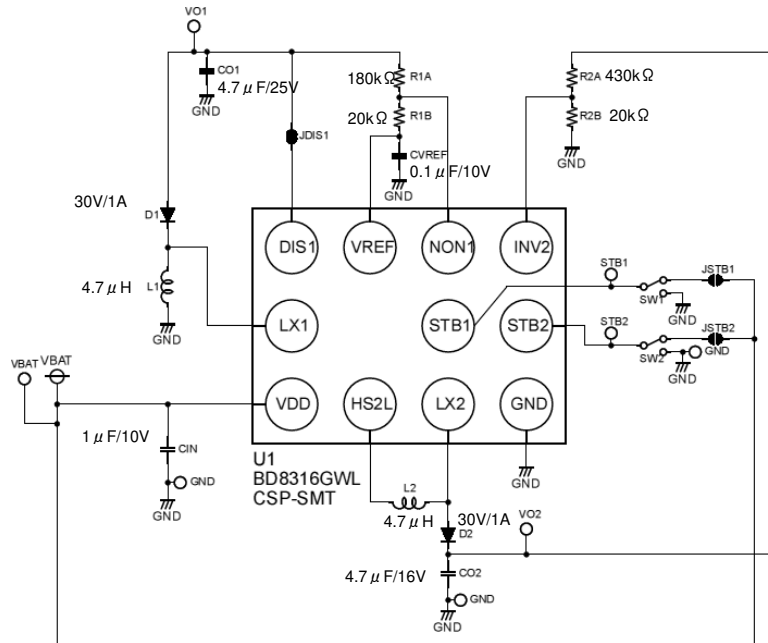 VO1
CO1
4.7μF/25V
GND
180kΩ
R1A
R2A
430kΩ
20kΩ
R1B
R2B
20kΩ
JDIS1
CVREF
0.1μF/10V
GND
GND
30V/1A
D1
DIS1
VREF
NON1
INV2
4.7μH
L1
GND
STB1
SW1
JSTB1
GND
LX1
STB1
STB2
STB2
SW2
JSTB2
GND
GND
VBAT
VBAT
VDD
HS2L
LX2
GND
1μF/10V
CIN
GND
GND
U1
BD8316GWL
CSP-SMT
GND
L2
4.7μH
30V/1A
D2
VO2
4.7μF/16V
CO2
GND
GND